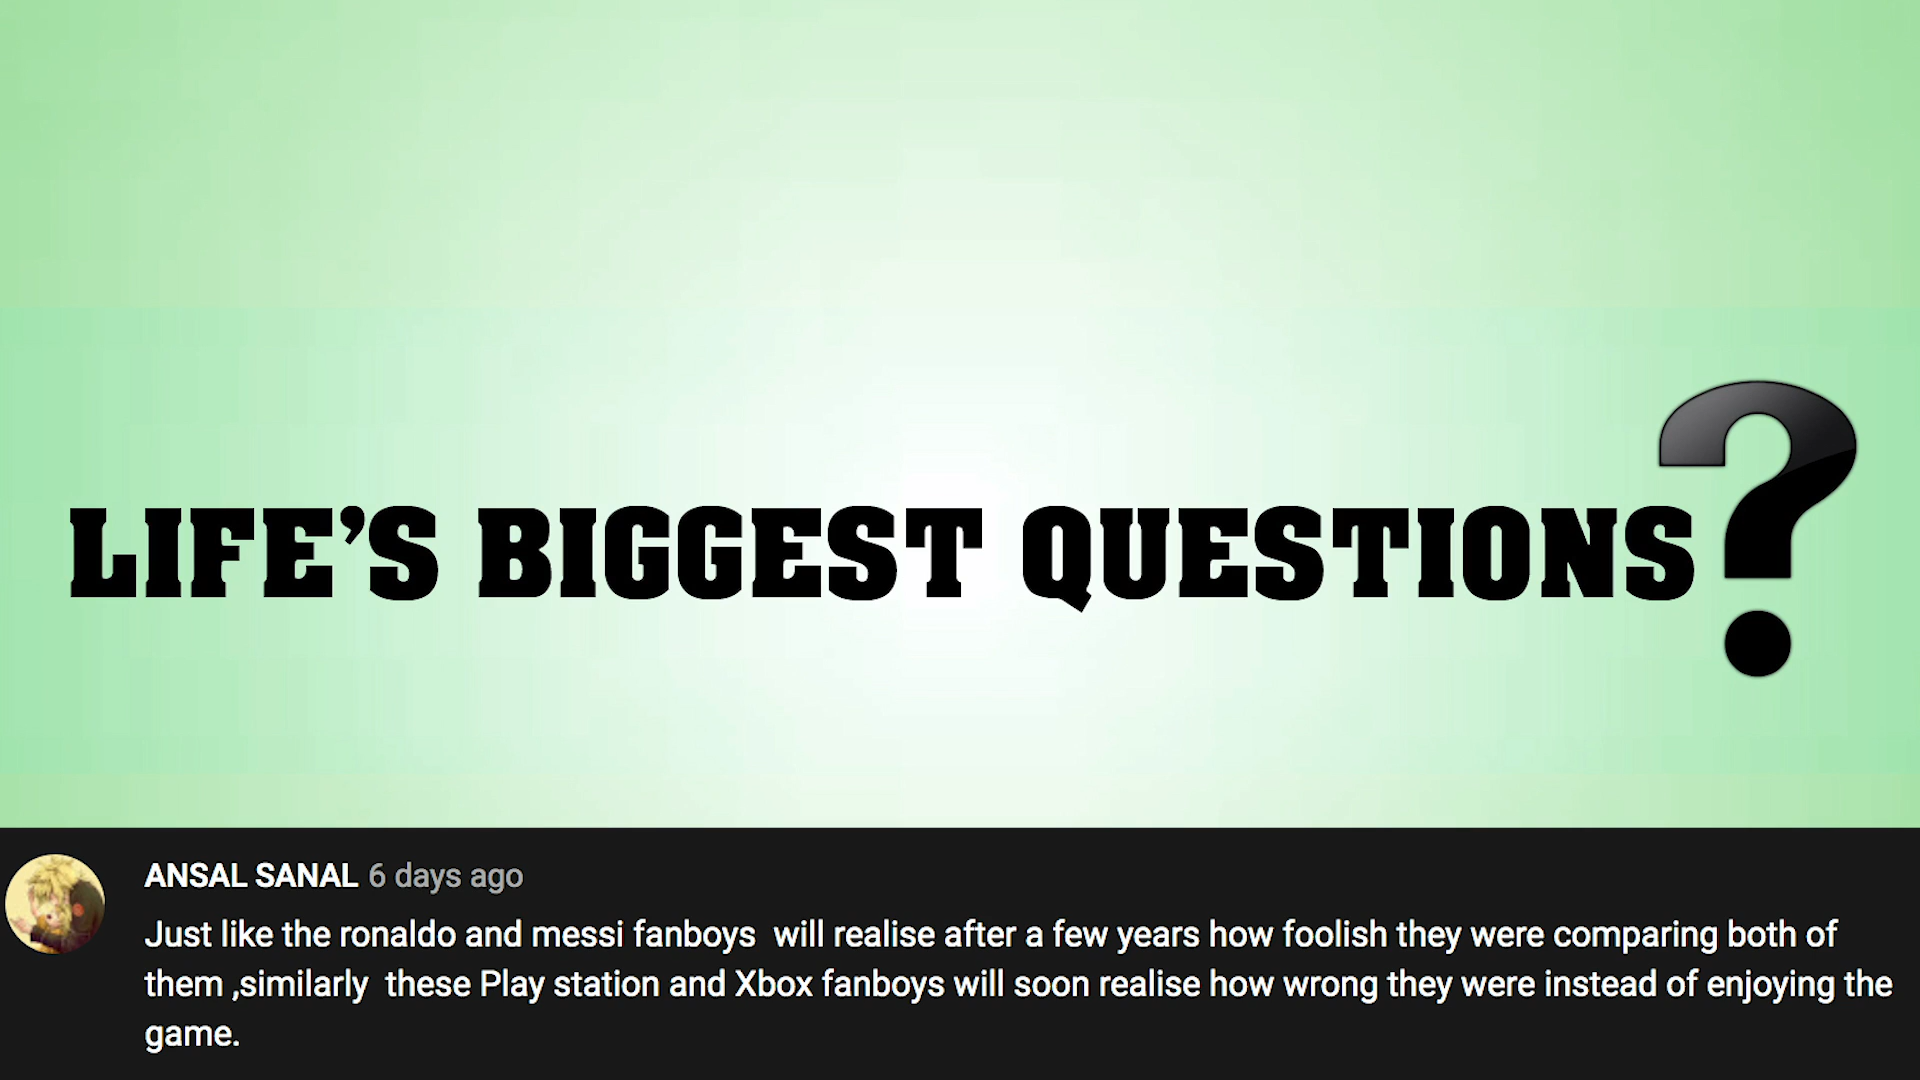 LIFE’S BIGGEST QUESTIONS?
ANSAL SANAL 6 days ago
Just like the ronaldo and messi fanboys  will realise after a few years how foolish they were comparing both of
them ,similarly  these Play station and Xbox fanboys will soon realise how wrong they were instead of enjoying the
game.